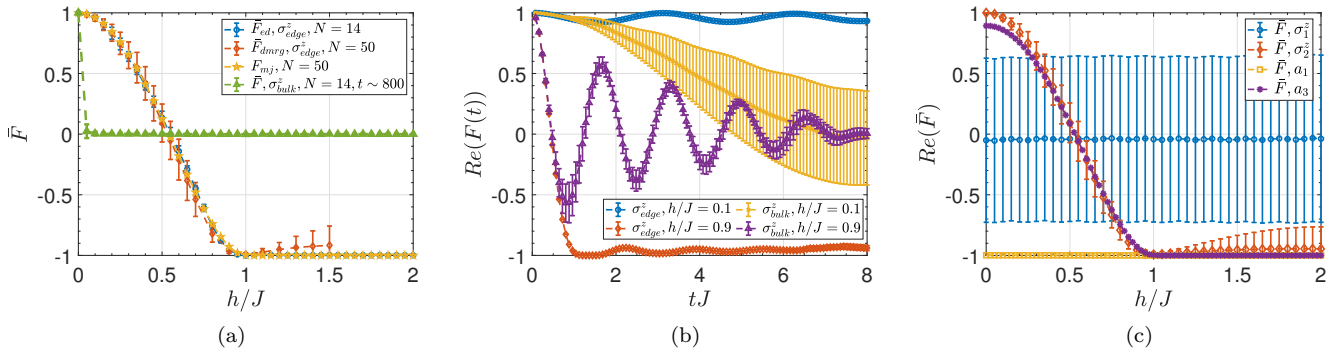 1
0.5
0
-0.5
-1
F̄
0
0.5
1
1.5
2
h/J
F̄_ed, σ^z_edge, N = 14
F̄_dmrg, σ^z_edge, N = 50
F_mj, N = 50
F̄, σ^z_bulk, N = 14, t ∼ 800
(a)
1
0.5
0
-0.5
-1
Re(F(t))
0
2
4
6
8
tJ
σ^z_edge, h/J = 0.1
σ^z_edge, h/J = 0.9
σ^z_bulk, h/J = 0.1
σ^z_bulk, h/J = 0.9
(b)
1
0.5
0
-0.5
-1
Re(F̄)
0
0.5
1
1.5
2
h/J
F̄, σ^z_1
F̄, σ^z_2
F̄, a_1
F̄, a_3
(c)